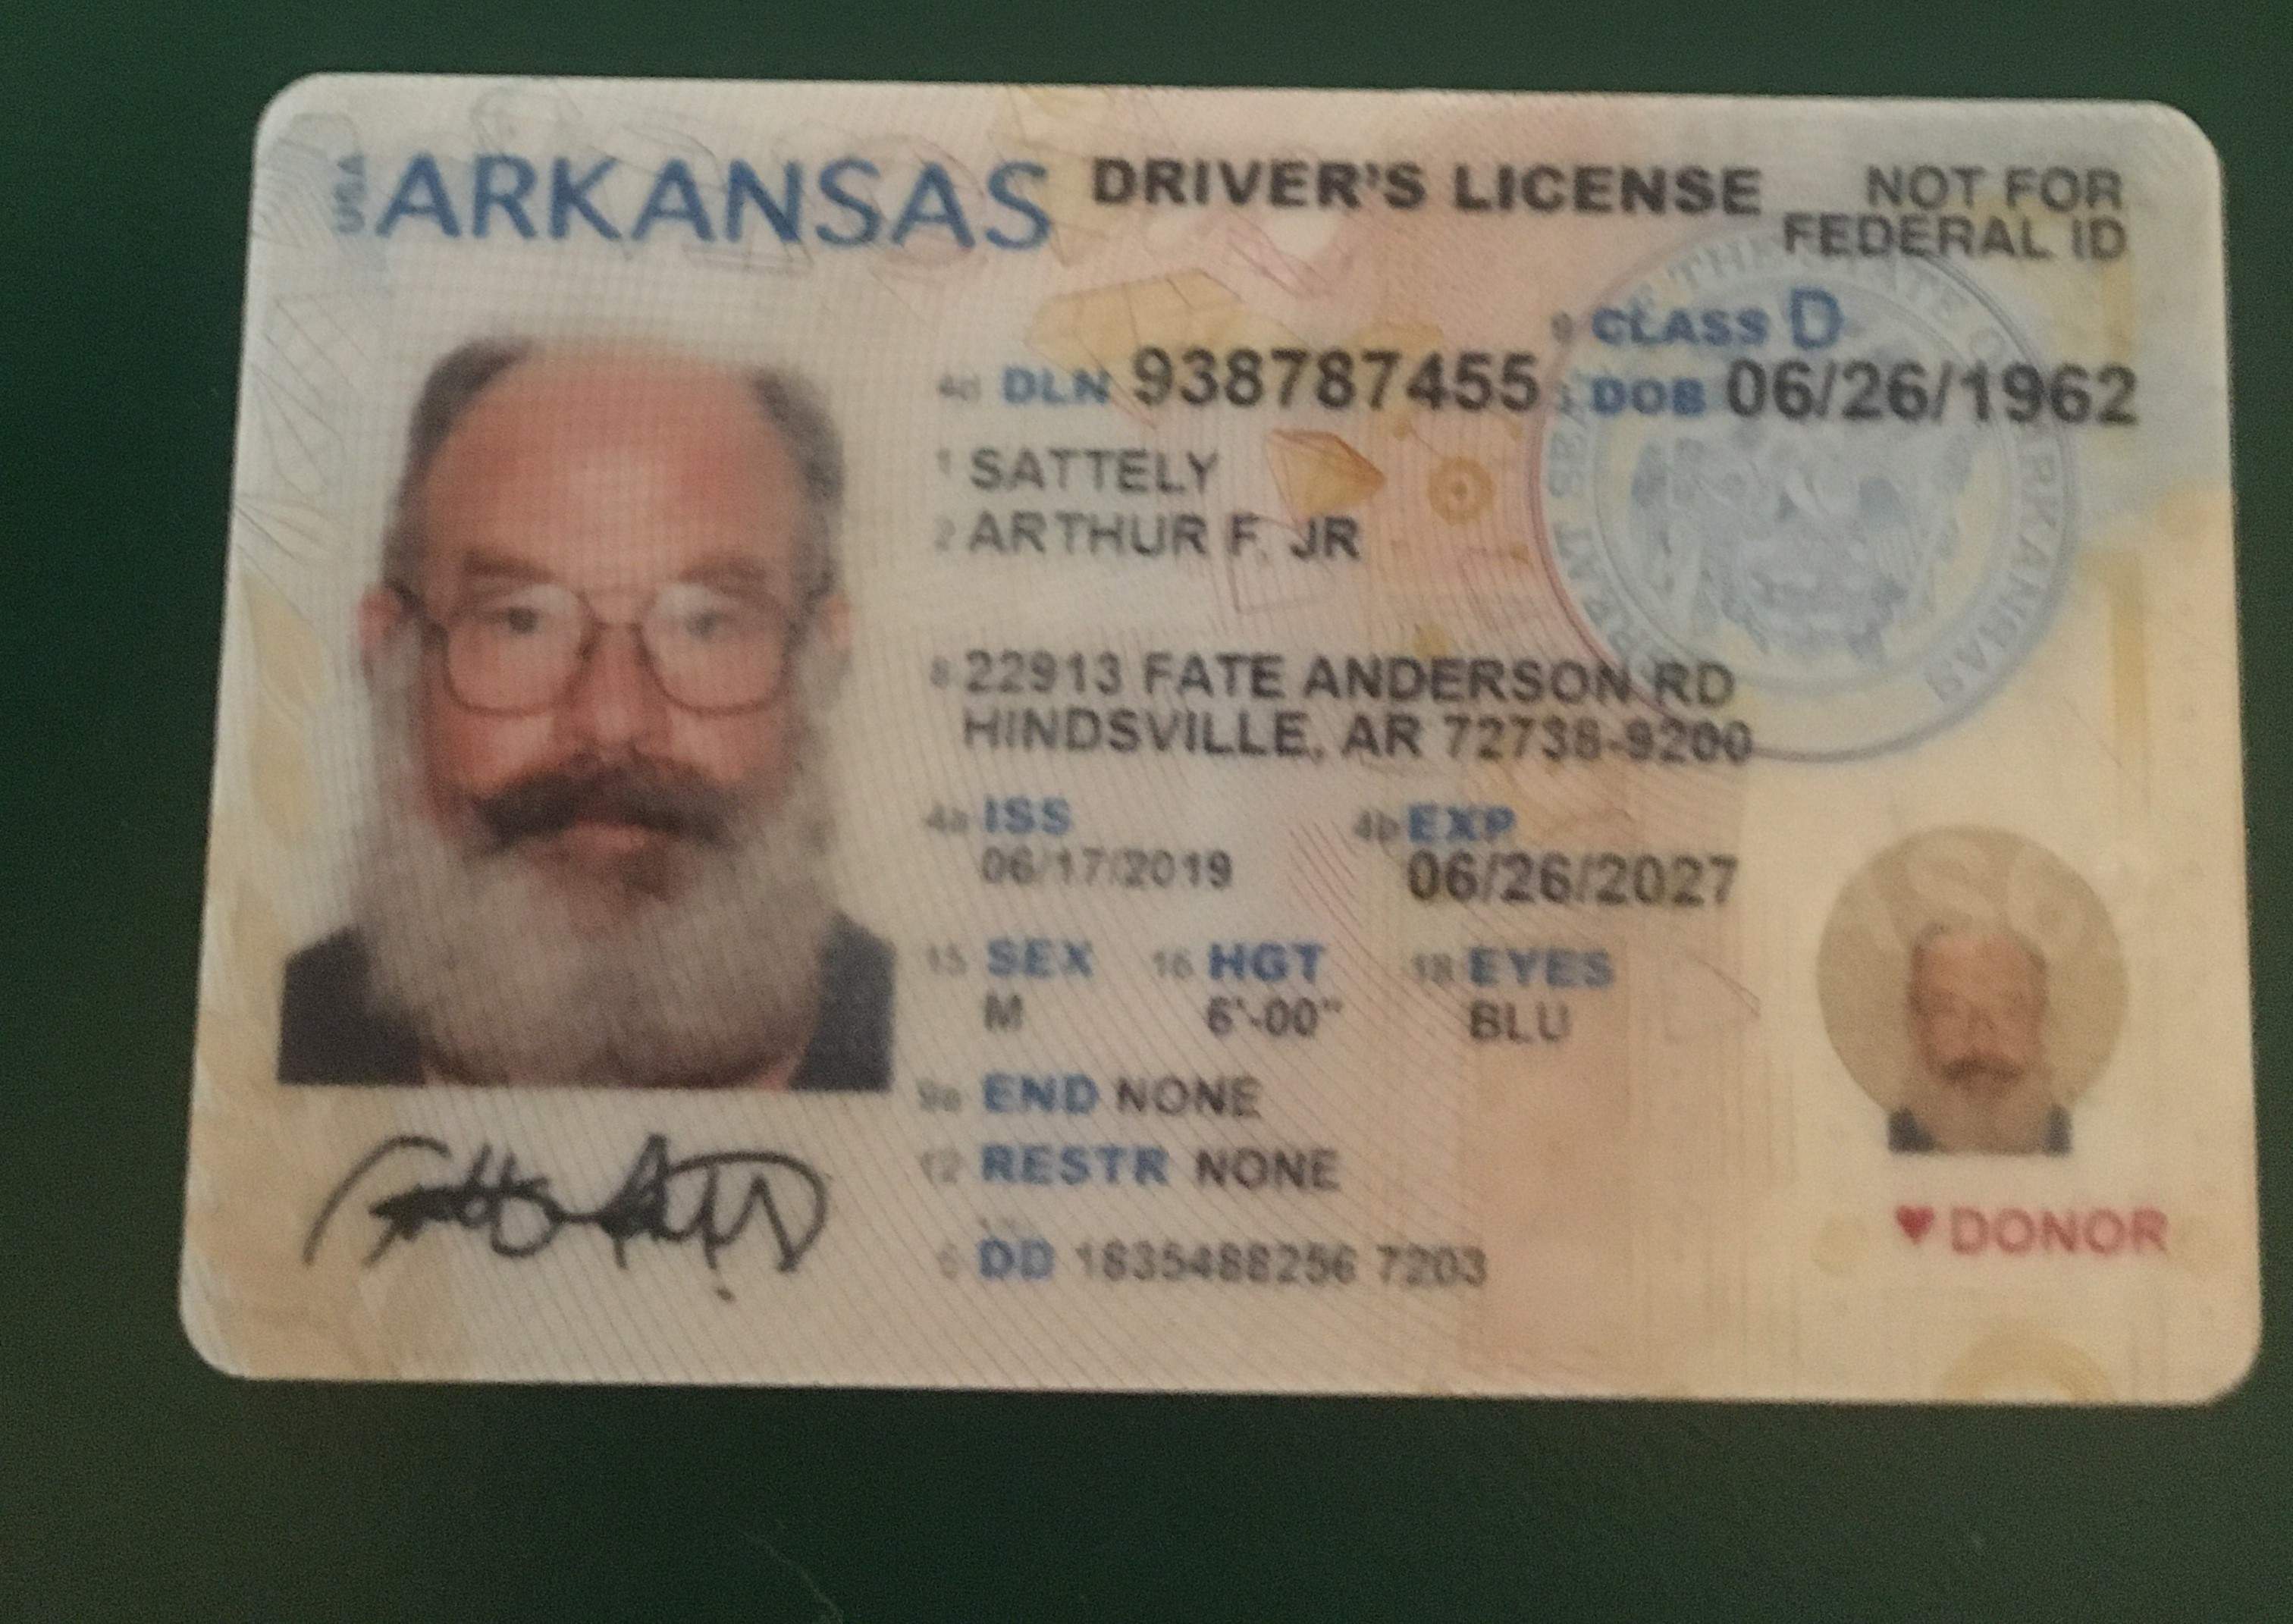 USA ARKANSAS DRIVER'S LICENSE NOT FOR
FEDERAL ID
9 CLASS D
4d DLN 938787455 3 DOB 06/26/1962
1 SATTELY
2 ARTHUR F. JR
8 22913 FATE ANDERSON RD
HINDSVILLE, AR 72738-9200
4a ISS 4b EXP
06/17/2019 06/26/2027
15 SEX 16 HGT 18 EYES
M 6'-00" BLU
9a END NONE
12 RESTR NONE
5 DD 1835488256 7203
♥ DONOR